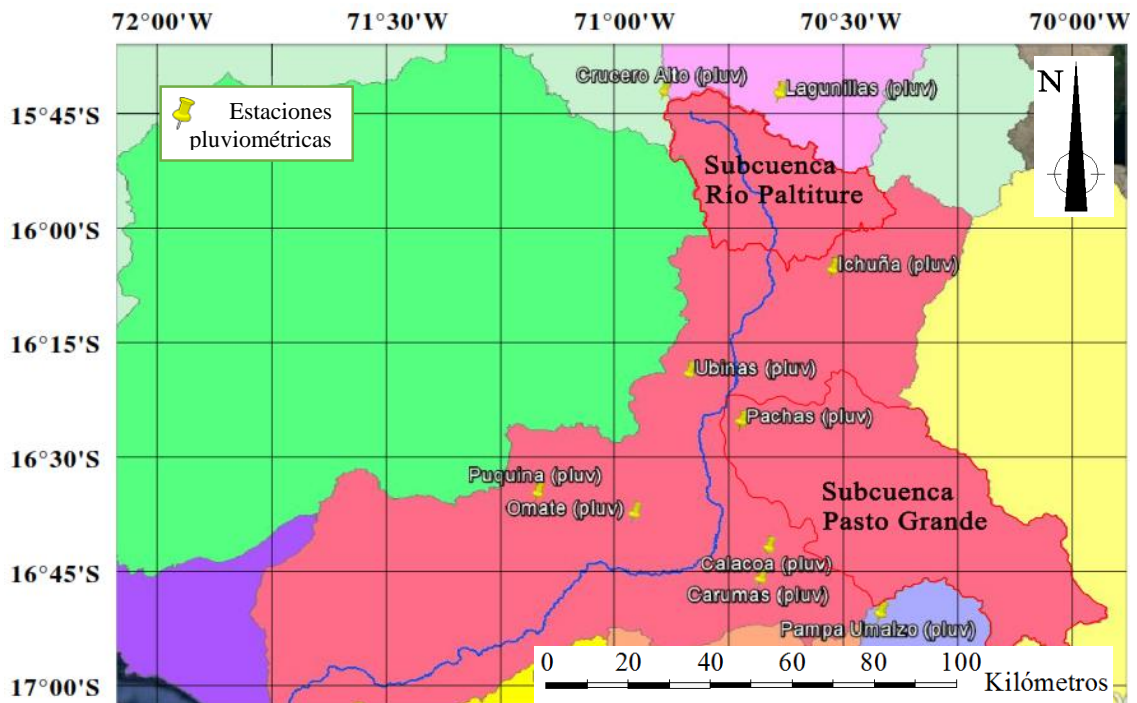 72°00'W 71°30'W 71°00'W 70°30'W 70°00'W
Crucero Alto (pluv)
Lagunillas (pluv)
N
Estaciones
pluviométricas
15°45'S
Subcuenca
Río Paltiture
16°00'S
Ichuña (pluv)
16°15'S
Ubinas (pluv)
Pachas (pluv)
16°30'S
Puquina (pluv)
Omate (pluv)
Subcuenca
Pasto Grande
16°45'S
Calacoa (pluv)
Carumas (pluv)
Pampa Umalzo (pluv)
17°00'S
0 20 40 60 80 100
Kilómetros